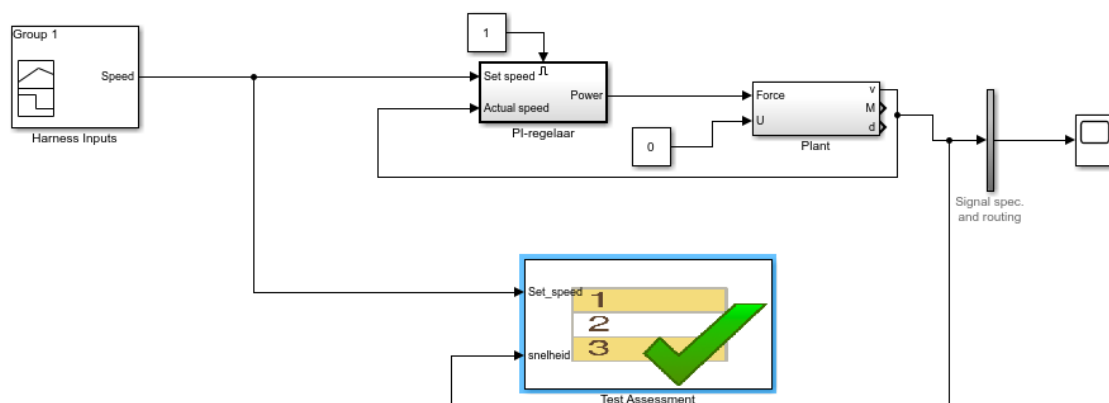 Group 1
Speed
Harness Inputs
1
Set speed
Actual speed
Power
PI-regelaar
0
Force
U
v
M
d
Plant
Signal spec.
and routing
Set_speed
snelheid
1
2
3
Test Assessment